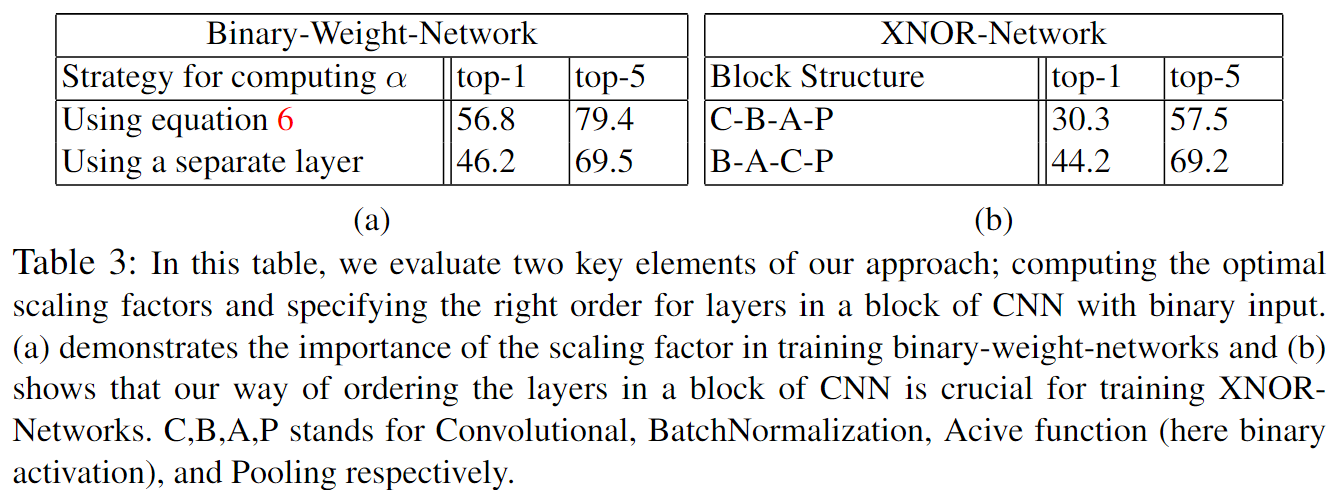 Binary-Weight-Network
Strategy for computing α top-1 top-5
Using equation 6 56.8 79.4
Using a separate layer 46.2 69.5
(a)
XNOR-Network
Block Structure top-1 top-5
C-B-A-P 30.3 57.5
B-A-C-P 44.2 69.2
(b)
Table 3: In this table, we evaluate two key elements of our approach; computing the optimal
scaling factors and specifying the right order for layers in a block of CNN with binary input.
(a) demonstrates the importance of the scaling factor in training binary-weight-networks and (b)
shows that our way of ordering the layers in a block of CNN is crucial for training XNOR-
Networks. C,B,A,P stands for Convolutional, BatchNormalization, Acive function (here binary
activation), and Pooling respectively.